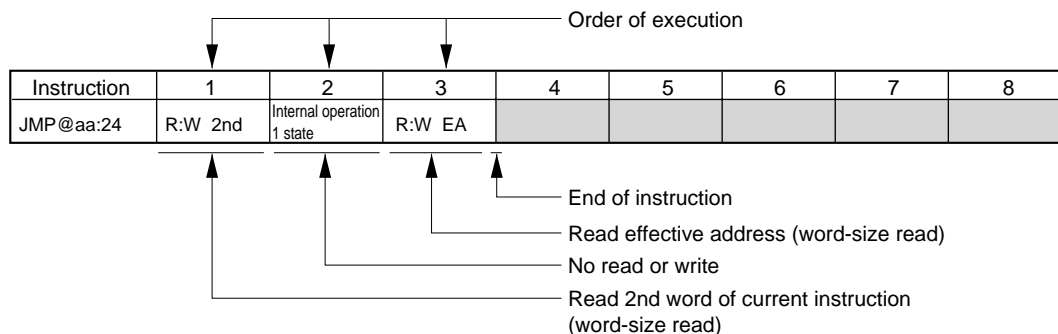 Order of execution
Instruction 1 2 3 4 5 6 7 8
JMP@aa:24 R:W 2nd Internal operation R:W EA
1 state
End of instruction
Read effective address (word-size read)
No read or write
Read 2nd word of current instruction
(word-size read)